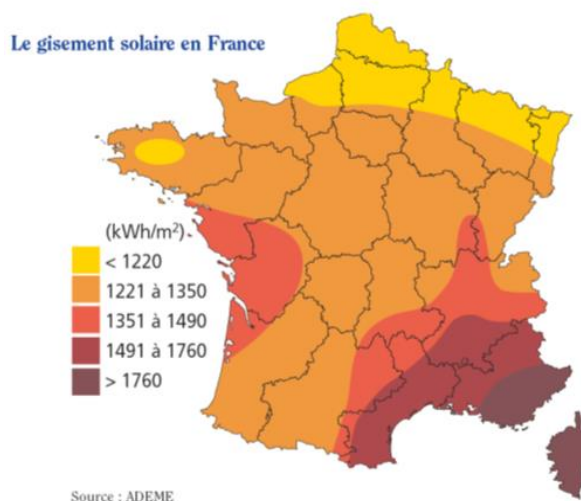 Le gisement solaire en France
(kWh/m²)
< 1220
1221 à 1350
1351 à 1490
1491 à 1760
> 1760
Source : ADEME